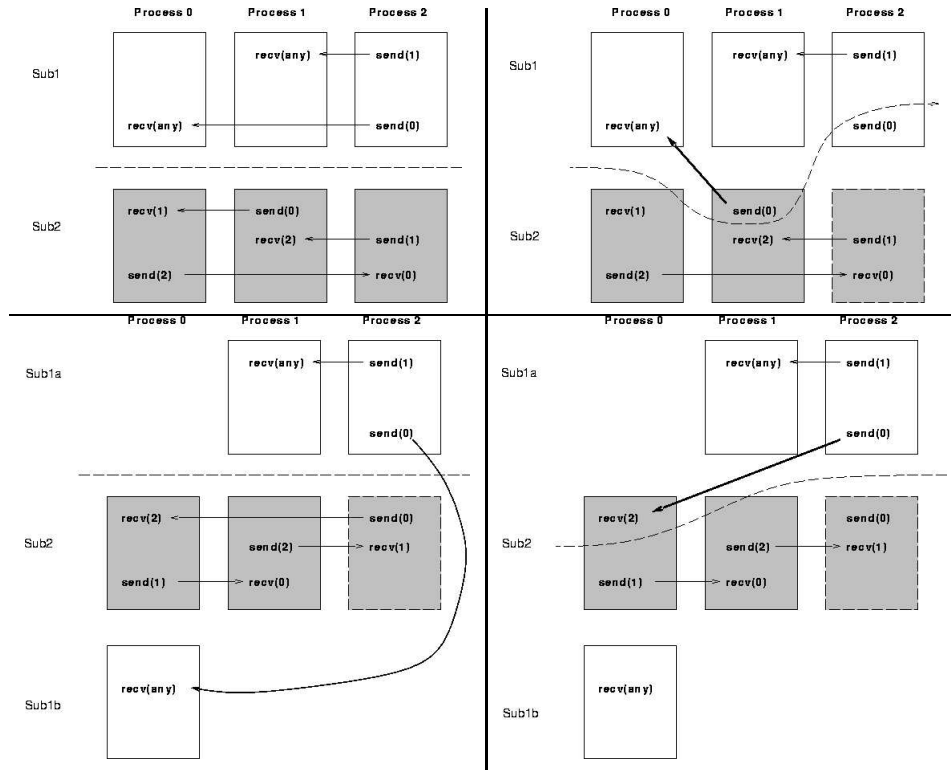 Process 0 Process 1 Process 2
Sub1
recv(any) send(1)
recv(any) send(0)
Sub2
recv(1) send(0)
recv(2) send(1)
send(2) recv(0)
Process 0 Process 1 Process 2
Sub1
recv(any) send(1)
recv(any) send(0)
Sub2
recv(1) send(0)
recv(2) send(1)
send(2) recv(0)
Process 0 Process 1 Process 2
Sub1a
recv(any) send(1)
send(0)
Sub2
recv(2) send(0)
send(2) recv(1)
send(1) recv(0)
recv(any)
Sub1b
Process 0 Process 1 Process 2
Sub1a
recv(any) send(1)
send(0)
Sub2
recv(2) send(0)
send(2) recv(1)
send(1) recv(0)
recv(any)
Sub1b